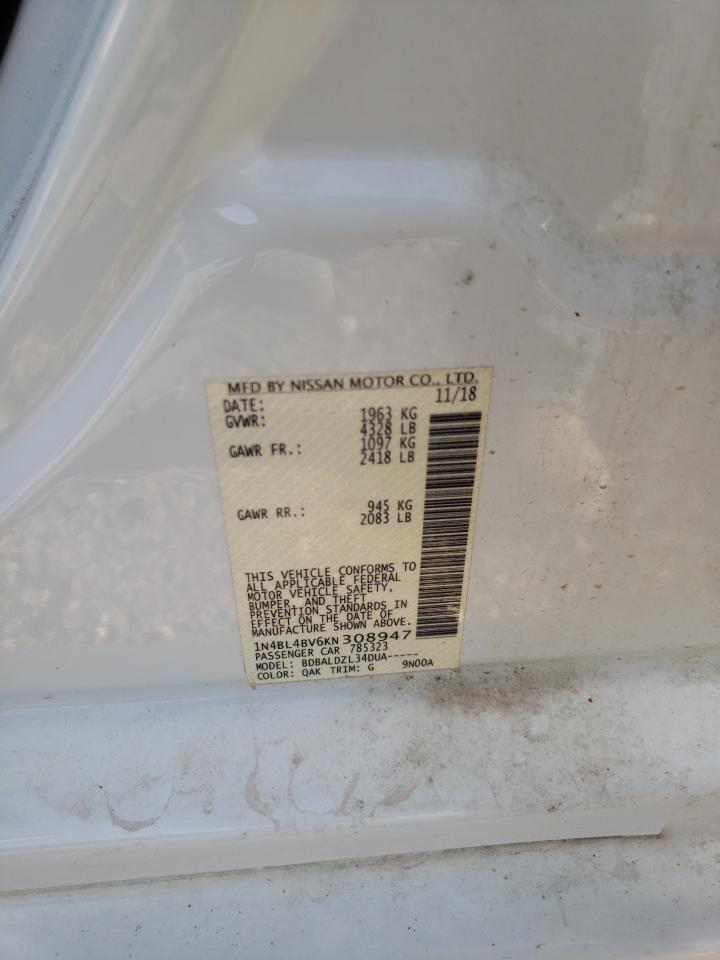 MFD BY NISSAN MOTOR CO., LTD.
DATE: 11/18
GVWR: 1963 KG
4328 LB
GAWR FR.: 1097 KG
2418 LB
GAWR RR.: 945 KG
2083 LB
THIS VEHICLE CONFORMS TO
ALL APPLICABLE FEDERAL
MOTOR VEHICLE SAFETY,
BUMPER, AND THEFT
PREVENTION STANDARDS IN
EFFECT ON THE DATE OF
MANUFACTURE SHOWN ABOVE.
1N4BL4BV6KN308947
PASSENGER CAR 785323
MODEL: BDBALDZL34DUA-----
COLOR: QAK TRIM: G 9N00A